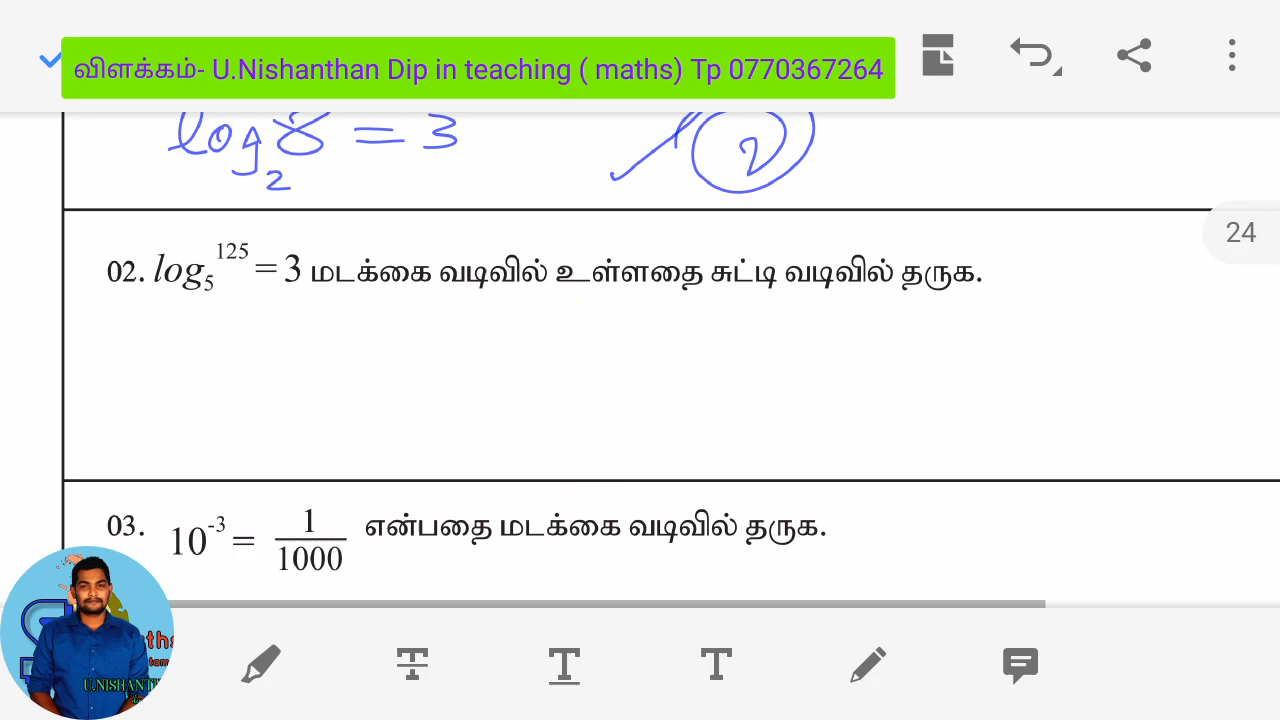 விளக்கம்- U.Nishanthan Dip in teaching ( maths) Tp 0770367264
log₂8 = 3
2
24
02. log₅¹²⁵ = 3 மடக்கை வடிவில் உள்ளதை சுட்டி வடிவில் தருக.
03. 10⁻³ = 1/1000 என்பதை மடக்கை வடிவில் தருக.
T T T